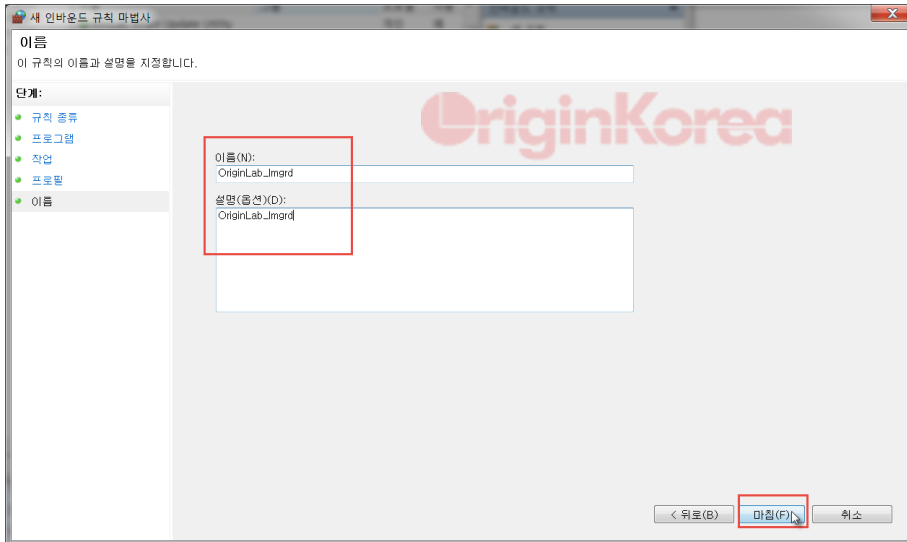 새 인바운드 규칙 마법사
이름
이 규칙의 이름과 설명을 지정합니다.
단계:
규칙 종류
프로그램
작업
프로필
이름
OriginKorea
이름(N):
OriginLab_lmgrd
설명(옵션)(D):
OriginLab_lmgrd
< 뒤로(B)
마침(F)
취소